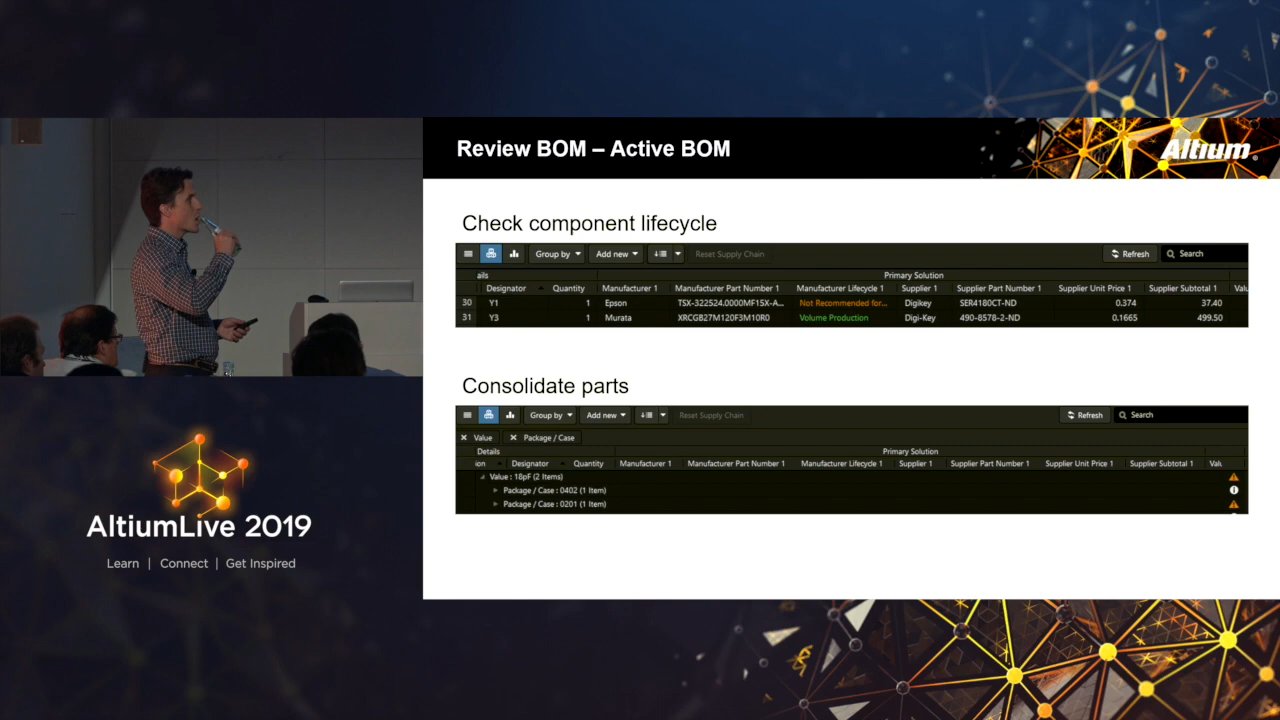 Review BOM – Active BOM
Altium®
Check component lifecycle
Group by Add new Reset Supply Chain Refresh Search
ails Primary Solution
Designator Quantity Manufacturer 1 Manufacturer Part Number 1 Manufacturer Lifecycle 1 Supplier 1 Supplier Part Number 1 Supplier Unit Price 1 Supplier Subtotal 1 Valu
30 Y1 1 Epson TSX-322524.0000MF15X-A... Not Recommended for... Digikey SER4180CT-ND 0.374 37.40
31 Y3 1 Murata XRCGB27M120F3M10R0 Volume Production Digi-Key 490-8578-2-ND 0.1665 499.50
Consolidate parts
Group by Add new Reset Supply Chain Refresh Search
Value Package / Case
Details Primary Solution
ion Designator Quantity Manufacturer 1 Manufacturer Part Number 1 Manufacturer Lifecycle 1 Supplier 1 Supplier Part Number 1 Supplier Unit Price 1 Supplier Subtotal 1 Valu
Value : 18pF (2 Items)
Package / Case : 0402 (1 Item)
Package / Case : 0201 (1 Item)
AltiumLive 2019
Learn | Connect | Get Inspired